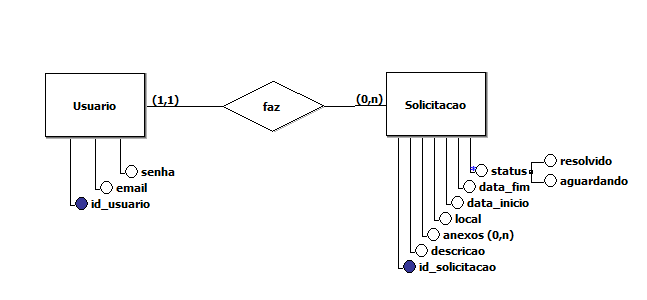 Usuario
(1,1)
faz
(0,n)
Solicitacao
senha
email
id_usuario
status
resolvido
aguardando
data_fim
data_inicio
local
anexos (0,n)
descricao
id_solicitacao